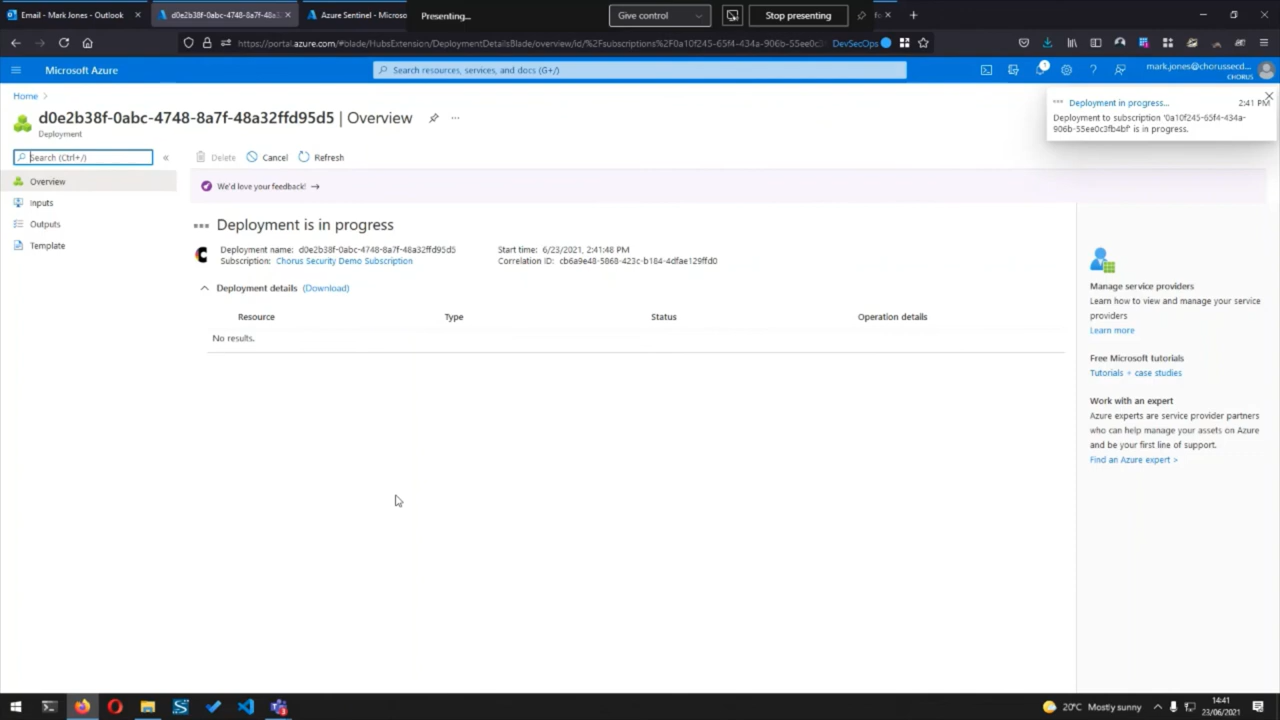 Email - Mark Jones - Outlook
d0e2b38f-0abc-4748-8a7f-48a32
Azure Sentinel - Microso
Presenting...
Give control
Stop presenting
https://portal.azure.com/#blade/HubsExtension/DeploymentDetailsBlade/overview/id/%2Fsubscriptions%2F0a10f245-65f4-434a-906b-55ee0c
DevSecOps
Microsoft Azure
Search resources, services, and docs (G+/)
1
mark.jones@chorussecd...
CHORUS
Home >
d0e2b38f-0abc-4748-8a7f-48a32ffd95d5 | Overview
Deployment
Deployment in progress...
2:41 PM
Deployment to subscription '0a10f245-65f4-434a-
906b-55ee0c3fb4bf' is in progress.
Search (Ctrl+/)
«
Delete
Cancel
Refresh
Overview
Inputs
Outputs
Template
We'd love your feedback! →
Deployment is in progress
Deployment name: d0e2b38f-0abc-4748-8a7f-48a32ffd95d5
Subscription: Chorus Security Demo Subscription
Start time: 6/23/2021, 2:41:48 PM
Correlation ID: cb6a9e48-5868-423c-b184-4dfae129ffd0
Deployment details (Download)
Resource
Type
Status
Operation details
No results.
Manage service providers
Learn how to view and manage your service
providers
Learn more
Free Microsoft tutorials
Tutorials + case studies
Work with an expert
Azure experts are service provider partners
who can help manage your assets on Azure
and be your first line of support.
Find an Azure expert >
20°C Mostly sunny
14:41
23/06/2021